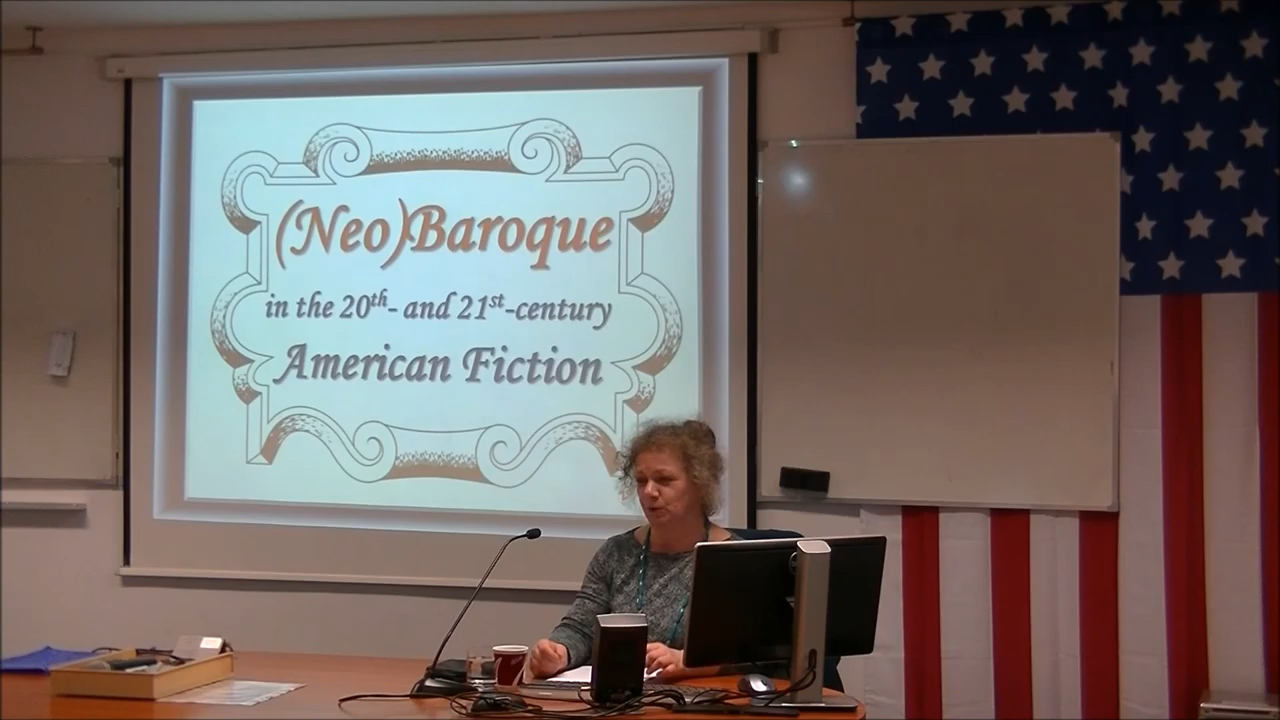 (Neo)Baroque
in the 20th- and 21st-century
American Fiction